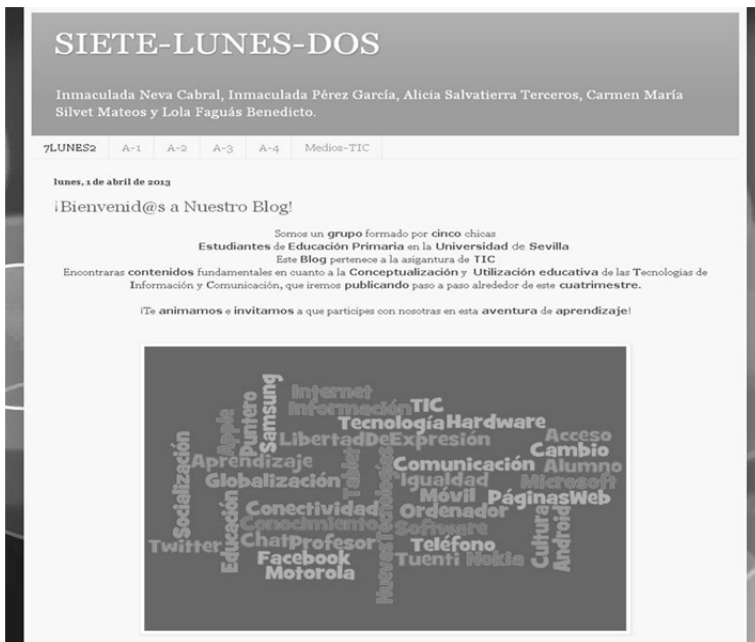 SIETE-LUNES-DOS
Inmaculada Neva Cabral, Inmaculada Pérez García, Alicia Salvatierra Terceros, Carmen María
Silvet Mateos y Lola Faguás Benedicto.
7LUNES2 A-1 A-2 A-3 A-4 Medios-TIC
lunes, 1 de abril de 2013
¡Bienvenid@s a Nuestro Blog!
Somos un grupo formado por cinco chicas
Estudiantes de Educación Primaria en la Universidad de Sevilla
Este Blog pertenece a la asigantura de TIC
Encontraras contenidos fundamentales en cuanto a la Conceptualización y Utilización educativa de las Tecnologias de
Información y Comunicación, que iremos publicando paso a paso alrededor de este cuatrimestre.
¡Te animamos e invitamos a que participes con nosotras en esta aventura de aprendizaje!
Internet
Información TIC
Tecnología Hardware
LibertadDeExpresión
Socialización
Apple
Puntero
Samsung
Aprendizaje
Globalización
Tablet
Comunicación
Acceso
Cambio
Alumno
Igualdad
Microsoft
Móvil
PáginasWeb
Conectividad
Ordenador
Conocimiento
Software
Educación
NuevasTecnologías
Cultura
Android
Twitter
Chat
Profesor
Teléfono
Facebook
Tuenti
Nokia
Motorola